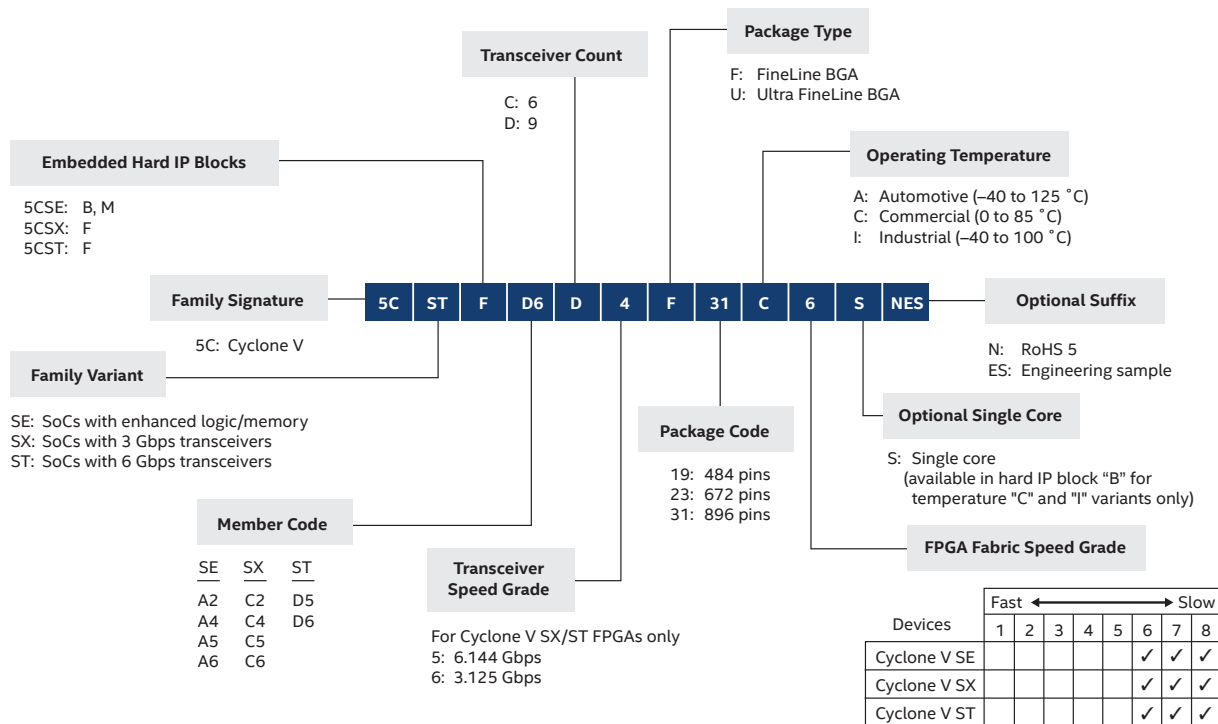 Package Type
F: FineLine BGA
U: Ultra FineLine BGA
Transceiver Count
C: 6
D: 9
Embedded Hard IP Blocks
5CSE: B, M
5CSX: F
5CST: F
Operating Temperature
A: Automotive (–40 to 125 ˚C)
C: Commercial (0 to 85 ˚C)
I: Industrial (–40 to 100 ˚C)
Family Signature
5C: Cyclone V
5C ST F D6 D 4 F 31 C 6 S NES
Optional Suffix
N: RoHS 5
ES: Engineering sample
Family Variant
SE: SoCs with enhanced logic/memory
SX: SoCs with 3 Gbps transceivers
ST: SoCs with 6 Gbps transceivers
Package Code
19: 484 pins
23: 672 pins
31: 896 pins
Optional Single Core
S: Single core
(available in hard IP block “B” for
temperature "C" and "I" variants only)
Member Code
SE SX ST
A2 C2 D5
A4 C4 D6
A5 C5
A6 C6
Transceiver
Speed Grade
For Cyclone V SX/ST FPGAs only
5: 6.144 Gbps
6: 3.125 Gbps
FPGA Fabric Speed Grade
Fast Slow
Devices 1 2 3 4 5 6 7 8
Cyclone V SE ✓ ✓ ✓
Cyclone V SX ✓ ✓ ✓
Cyclone V ST ✓ ✓ ✓